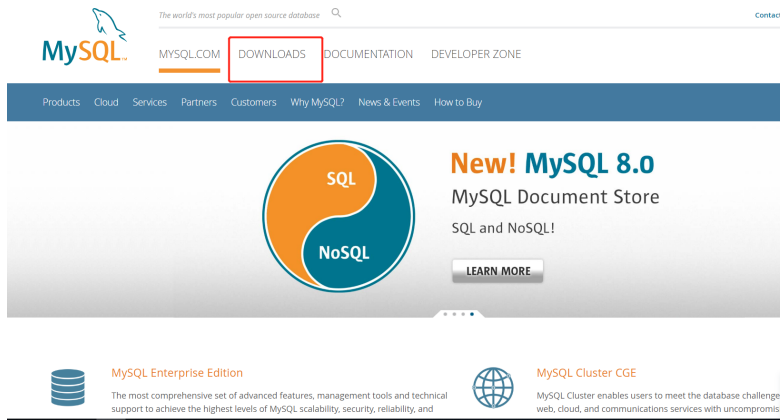 The world's most popular open source database
Contact
MySQL
MYSQL.COM DOWNLOADS DOCUMENTATION DEVELOPER ZONE
Products Cloud Services Partners Customers Why MySQL? News & Events How to Buy
SQL
NoSQL
New! MySQL 8.0
MySQL Document Store
SQL and NoSQL!
LEARN MORE
MySQL Enterprise Edition
The most comprehensive set of advanced features, management tools and technical
support to achieve the highest levels of MySQL scalability, security, reliability, and
MySQL Cluster CGE
MySQL Cluster enables users to meet the database challeng
web, cloud, and communications services with uncompromis